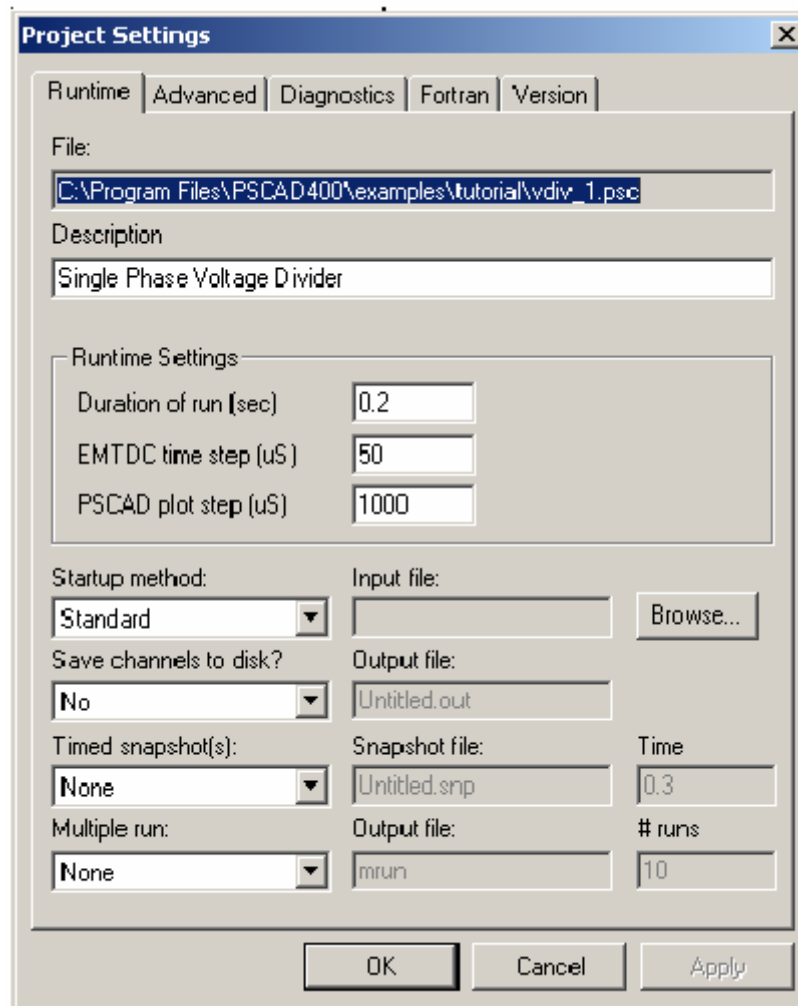 Project Settings
Runtime Advanced Diagnostics Fortran Version
File:
C:\Program Files\PSCAD400\examples\tutorial\vdiv_1.psc
Description
Single Phase Voltage Divider
Runtime Settings
Duration of run (sec) 0.2
EMTDC time step (uS) 50
PSCAD plot step (uS) 1000
Startup method: Input file:
Standard Browse...
Save channels to disk? Output file:
No Untitled.out
Timed snapshot(s): Snapshot file: Time
None Untitled.snp 0.3
Multiple run: Output file: # runs
None mrun 10
OK Cancel Apply